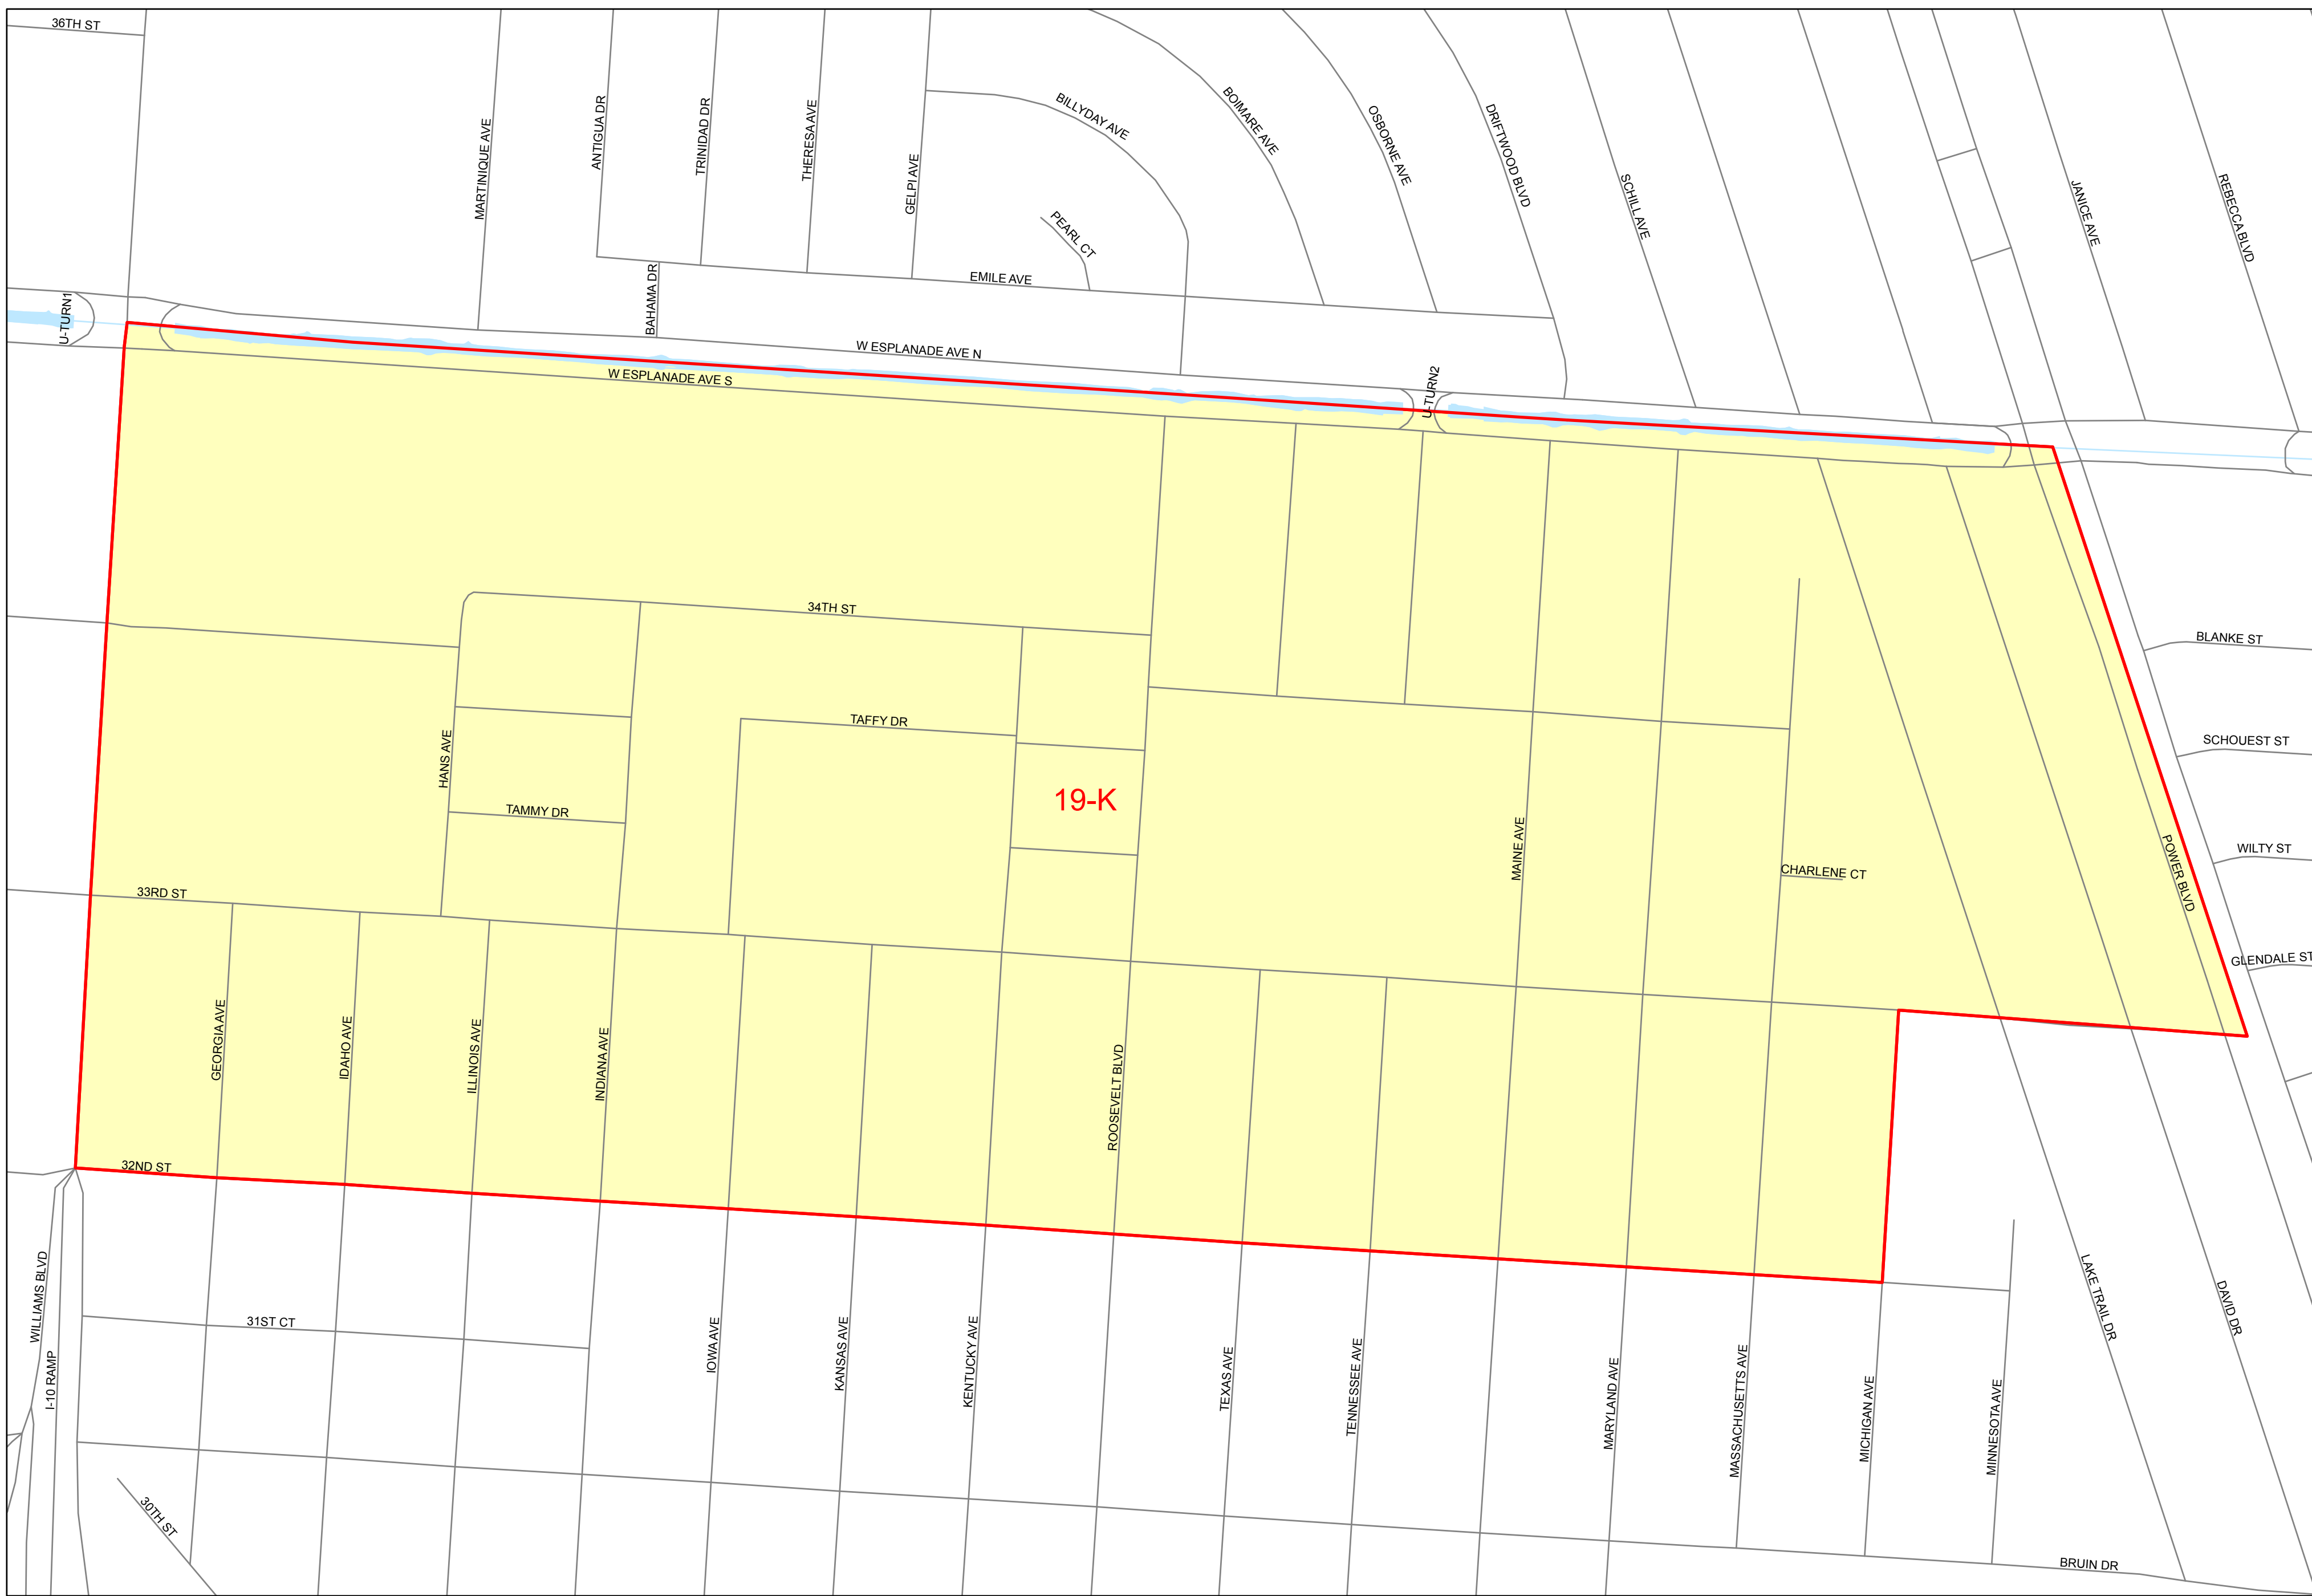 36TH ST
MARTINIQUE AVE
ANTIGUA DR
TRINIDAD DR
THERESA AVE
GELPI AVE
BILLYDAY AVE
BOIMARE AVE
OSBORNE AVE
DRIFTWOOD BLVD
SCHILL AVE
JANICE AVE
REBECCA BLVD
PEARL CT
EMILE AVE
BAHAMA DR
U-TURN1
W ESPLANADE AVE N
W ESPLANADE AVE S
U-TURN2
34TH ST
BLANKE ST
TAFFY DR
HANS AVE
SCHOUEST ST
19-K
TAMMY DR
MAINE AVE
CHARLENE CT
POWER BLVD
WILTY ST
33RD ST
GLENDALE ST
GEORGIA AVE
IDAHO AVE
ILLINOIS AVE
INDIANA AVE
ROOSEVELT BLVD
32ND ST
WILLIAMS BLVD
I-10 RAMP
31ST CT
IOWA AVE
KANSAS AVE
KENTUCKY AVE
TEXAS AVE
TENNESSEE AVE
MARYLAND AVE
MASSACHUSETTS AVE
MICHIGAN AVE
MINNESOTA AVE
LAKE TRAIL DR
DAVID DR
30TH ST
BRUIN DR